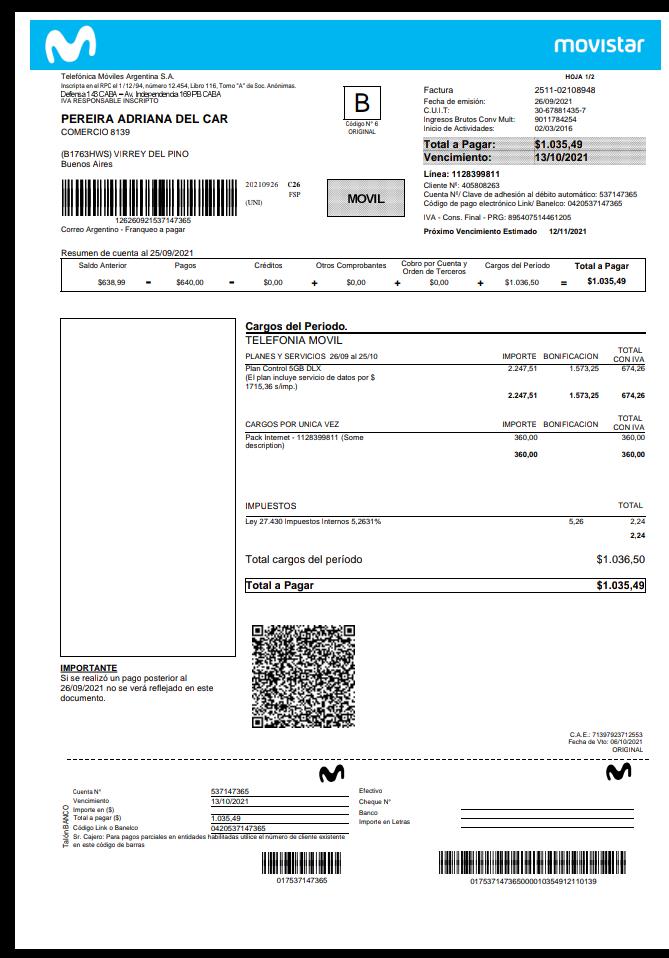 movistar
Telefónica Móviles Argentina S.A.
Inscripta en el RPC el 1 /12 /94, número 12.454, Libro 116, Tomo "A" de Soc. Anónimas.
Defensa 143 CABA – Av. Independencia 169 PB CABA
IVA RESPONSABLE INSCRIPTO
PEREIRA ADRIANA DEL CAR
COMERCIO 8139
(B1763HWS) VIRREY DEL PINO
Buenos Aires
B
Código N° 6
ORIGINAL
HOJA 1/2
Factura 2511-02108948
Fecha de emisión: 26/09/2021
C.U.I.T: 30-67881435-7
Ingresos Brutos Conv Mult: 9011784254
Inicio de Actividades: 02/03/2016
Total a Pagar: $1.035,49
Vencimiento: 13/10/2021
Línea: 1128399811
Cliente Nº: 405808263
Cuenta Nº/ Clave de adhesión al débito automático: 537147365
Código de pago electrónico Link/ Banelco: 0420537147365
IVA - Cons. Final - PRG: 895407514461205
Próximo Vencimiento Estimado 12/11/2021
126260921537147365
Correo Argentino - Franqueo a pagar
20210926 C26
FSP
(UNI)
MOVIL
Resumen de cuenta al 25/09/2021
Saldo Anterior Pagos Créditos Otros Comprobantes Cobro por Cuenta y Orden de Terceros Cargos del Período Total a Pagar
$638,99 - $640,00 - $0,00 + $0,00 + $0,00 + $1.036,50 = $1.035,49
Cargos del Periodo.
TELEFONIA MOVIL
PLANES Y SERVICIOS 26/09 al 25/10 IMPORTE BONIFICACION TOTAL CON IVA
Plan Control 5GB DLX 2.247,51 1.573,25 674,26
(El plan incluye servicio de datos por $
1715,36 s/imp.)
2.247,51 1.573,25 674,26
CARGOS POR UNICA VEZ IMPORTE BONIFICACION TOTAL CON IVA
Pack Internet - 1128399811 (Some 360,00 360,00
description)
360,00 360,00
IMPUESTOS TOTAL
Ley 27.430 Impuestos Internos 5,2631% 5,26 2,24
2,24
Total cargos del período $1.036,50
Total a Pagar $1.035,49
IMPORTANTE
Si se realizó un pago posterior al
26/09/2021 no se verá reflejado en este
documento.
C.A.E.: 71397923712553
Fecha de Vto: 06/10/2021
ORIGINAL
Talón BANCO
Cuenta N° 537147365
Vencimiento 13/10/2021
Importe en ($)
Total a pagar ($) 1.035,49
Código Link o Banelco 0420537147365
Sr. Cajero: Para pagos parciales en entidades habilitadas utilice el número de cliente existente
en este código de barras
Efectivo
Cheque N°
Banco
Importe en Letras
017537147365
0175371473650000103549121 10139